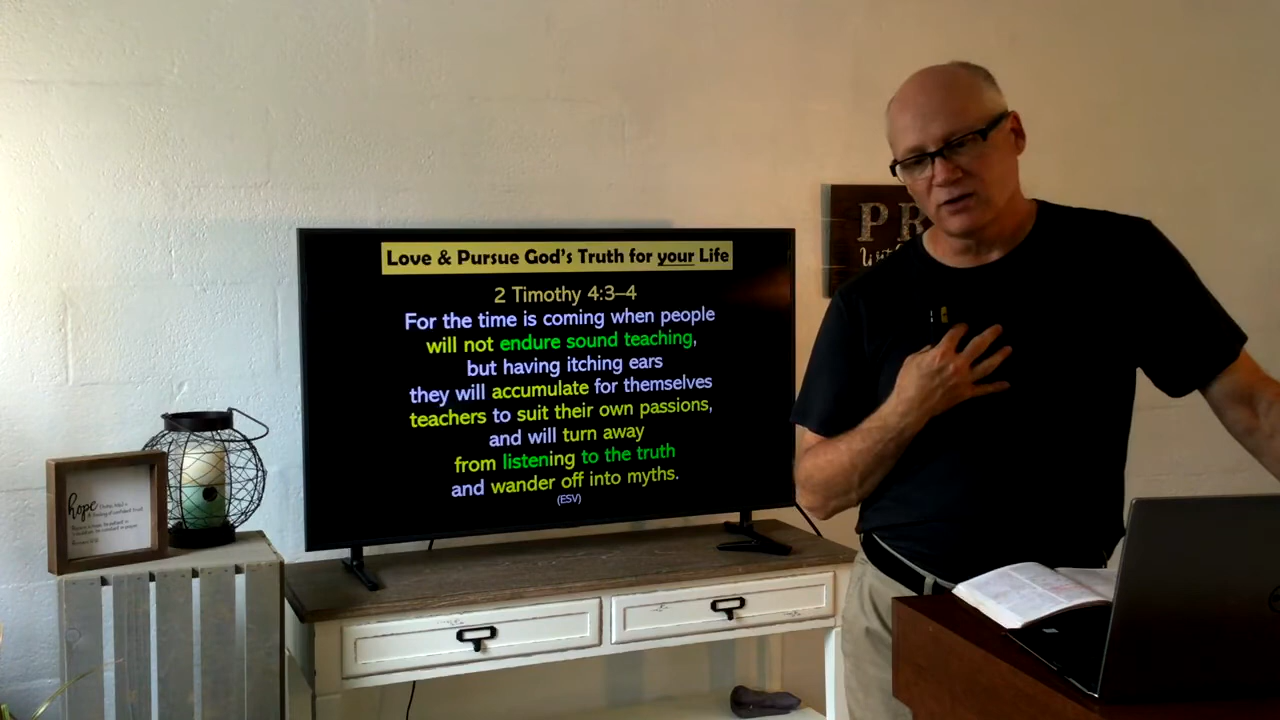 Love & Pursue God's Truth for your Life
2 Timothy 4:3–4
For the time is coming when people
will not endure sound teaching,
but having itching ears
they will accumulate for themselves
teachers to suit their own passions,
and will turn away
from listening to the truth
and wander off into myths.
(ESV)
PR
hope